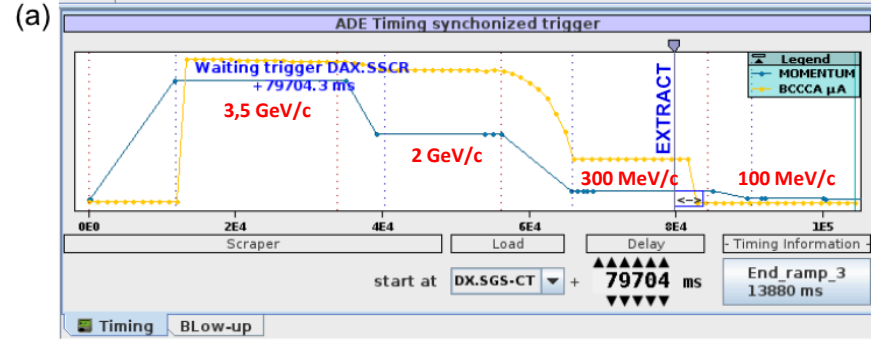 (a)
ADE Timing synchonized trigger
Waiting trigger DAX.SSCR
+79704.3 ms
3,5 GeV/c
2 GeV/c
300 MeV/c
100 MeV/c
EXTRACT
Legend
MOMENTUM
BCCCA µA
<->
0E0 2E4 4E4 6E4 8E4 1E5
Scraper Load Delay - Timing Information -
start at DX.SGS-CT + 79704 ms
End_ramp_3
13880 ms
Timing BLow-up